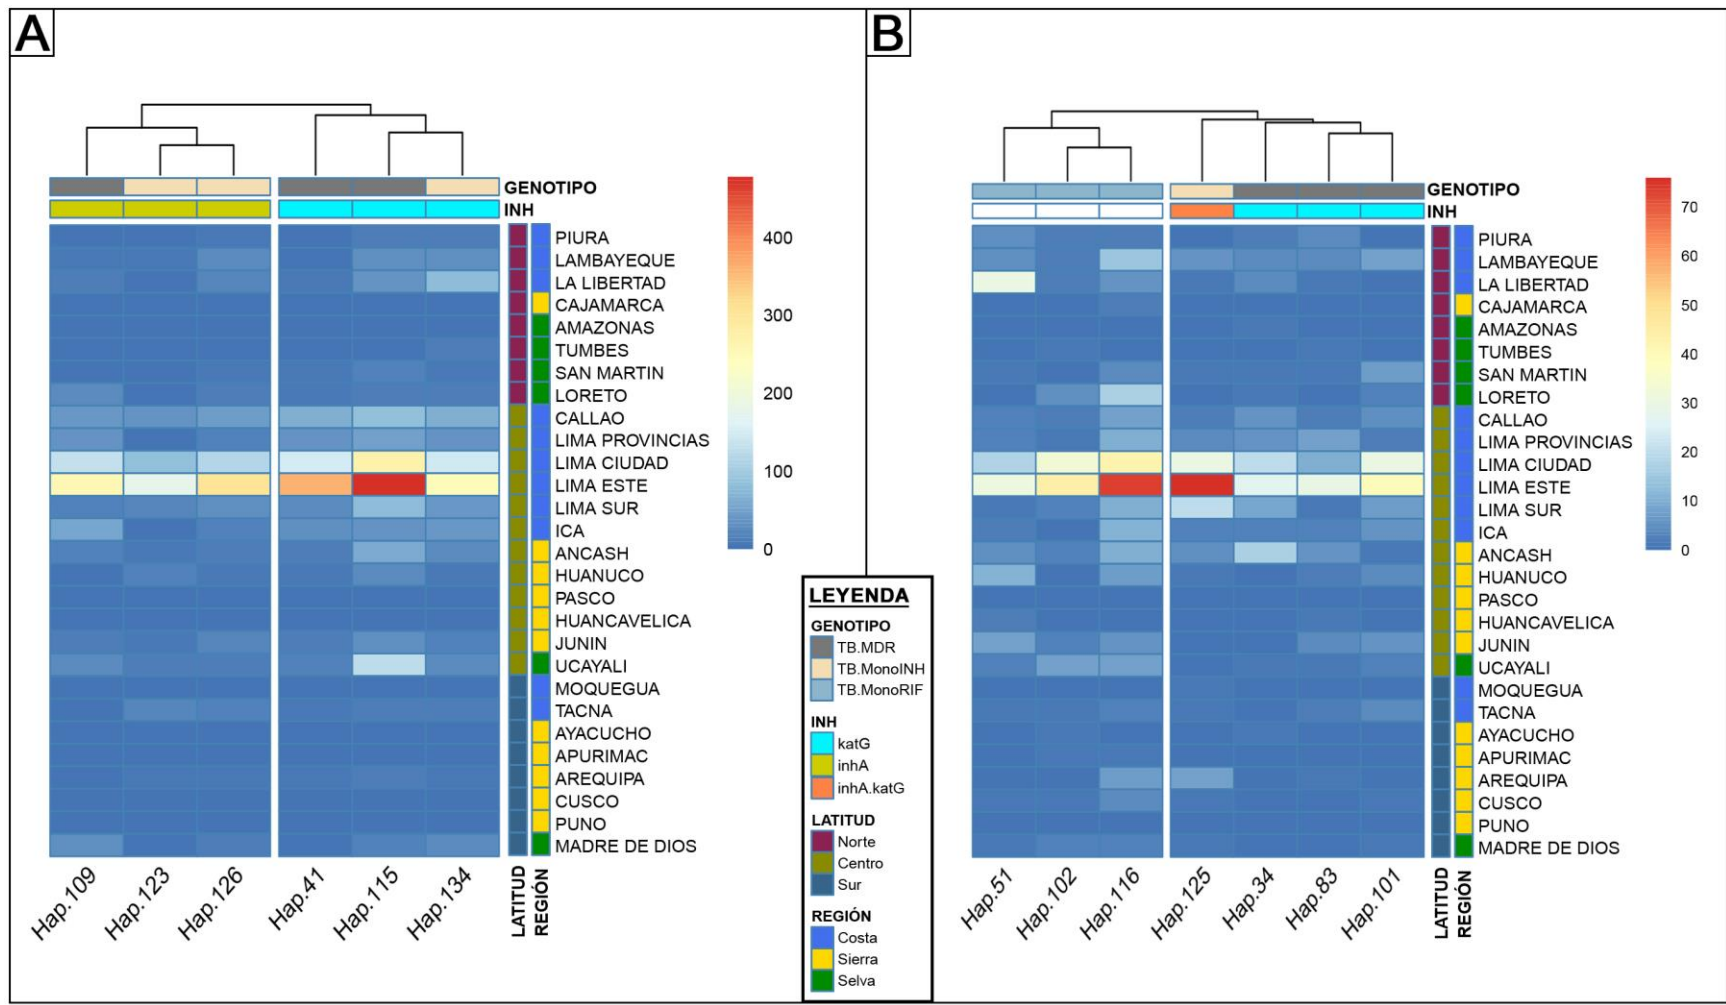 A
GENOTIPO
INH
PIURA
LAMBAYEQUE
LA LIBERTAD
CAJAMARCA
AMAZONAS
TUMBES
SAN MARTIN
LORETO
CALLAO
LIMA PROVINCIAS
LIMA CIUDAD
LIMA ESTE
LIMA SUR
ICA
ANCASH
HUANUCO
PASCO
HUANCAVELICA
JUNIN
UCAYALI
MOQUEGUA
TACNA
AYACUCHO
APURIMAC
AREQUIPA
CUSCO
PUNO
MADRE DE DIOS
Hap.109 Hap.123 Hap.126 Hap.41 Hap.115 Hap.134
LATITUD
REGIÓN
400
300
200
100
0
B
GENOTIPO
INH
PIURA
LAMBAYEQUE
LA LIBERTAD
CAJAMARCA
AMAZONAS
TUMBES
SAN MARTIN
LORETO
CALLAO
LIMA PROVINCIAS
LIMA CIUDAD
LIMA ESTE
LIMA SUR
ICA
ANCASH
HUANUCO
PASCO
HUANCAVELICA
JUNIN
UCAYALI
MOQUEGUA
TACNA
AYACUCHO
APURIMAC
AREQUIPA
CUSCO
PUNO
MADRE DE DIOS
Hap.51 Hap.102 Hap.116 Hap.125 Hap.34 Hap.83 Hap.101
LATITUD
REGIÓN
70
60
50
40
30
20
10
0
LEYENDA
GENOTIPO
TB.MDR
TB.MonoINH
TB.MonoRIF
INH
katG
inhA
inhA.katG
LATITUD
Norte
Centro
Sur
REGIÓN
Costa
Sierra
Selva